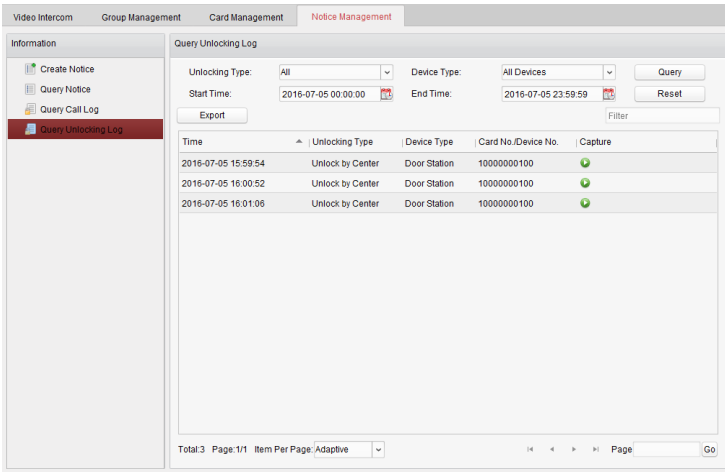 Video Intercom Group Management Card Management Notice Management
Information
Create Notice
Query Notice
Query Call Log
Query Unlocking Log
Query Unlocking Log
Unlocking Type: All Device Type: All Devices Query
Start Time: 2016-07-05 00:00:00 End Time: 2016-07-05 23:59:59 Reset
Export Filter
Time Unlocking Type Device Type Card No./Device No. Capture
2016-07-05 15:59:54 Unlock by Center Door Station 10000000100
2016-07-05 16:00:52 Unlock by Center Door Station 10000000100
2016-07-05 16:01:06 Unlock by Center Door Station 10000000100
Total:3 Page:1/1 Item Per Page: Adaptive Page Go